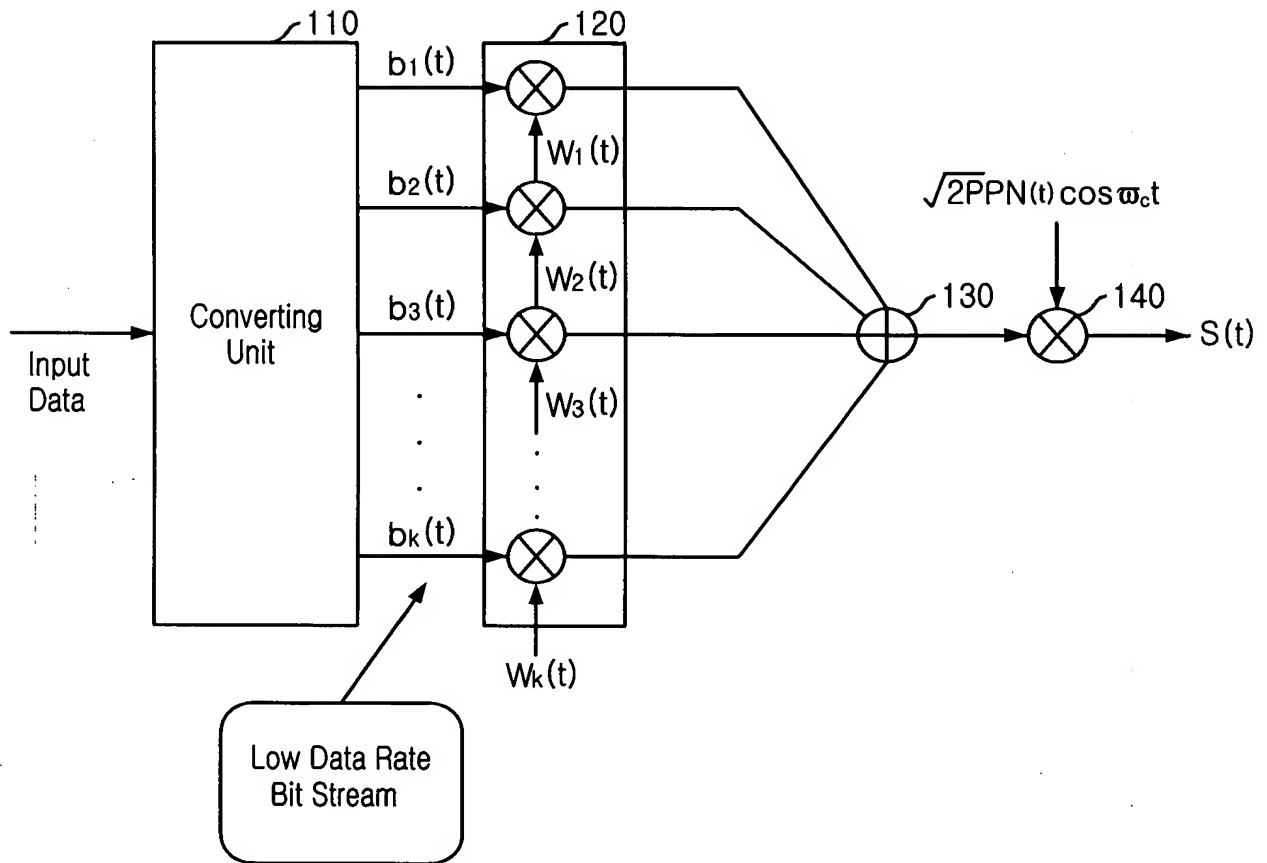 110
120
b1(t)
W1(t)
b2(t)
√2PPN(t) cos ϖct
W2(t)
130
140
b3(t)
Converting
Unit
S(t)
Input
Data
W3(t)
bk(t)
Wk(t)
Low Data Rate
Bit Stream